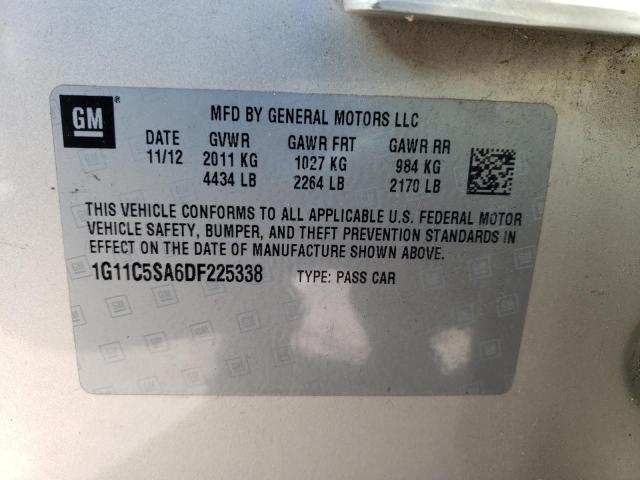 GM
MFD BY GENERAL MOTORS LLC
DATE GVWR GAWR FRT GAWR RR
11/12 2011 KG 1027 KG 984 KG
4434 LB 2264 LB 2170 LB
THIS VEHICLE CONFORMS TO ALL APPLICABLE U.S. FEDERAL MOTOR
VEHICLE SAFETY, BUMPER, AND THEFT PREVENTION STANDARDS IN
EFFECT ON THE DATE OF MANUFACTURE SHOWN ABOVE.
1G11C5SA6DF225338 TYPE: PASS CAR